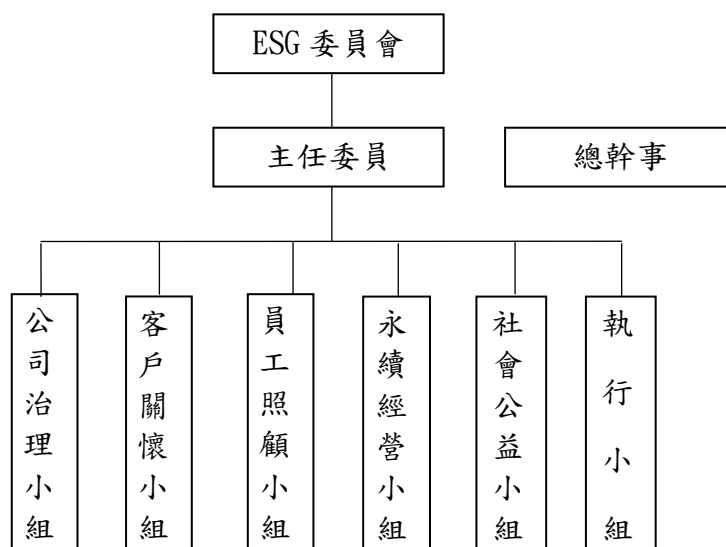 ESG 委員會
主任委員
總幹事
公司治理小組
客戶關懷小組
員工照顧小組
永續經營小組
社會公益小組
執行小組